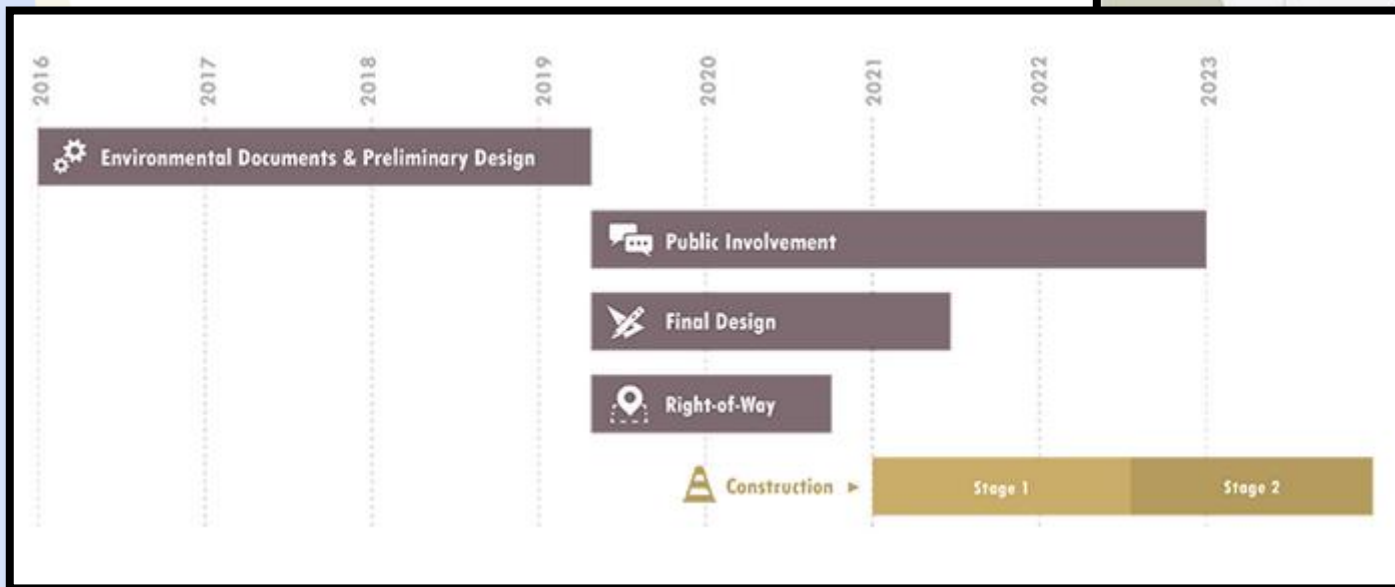 2016
2017
2018
2019
2020
2021
2022
2023
Environmental Documents & Preliminary Design
Public Involvement
Final Design
Right-of-Way
Construction
Stage 1
Stage 2